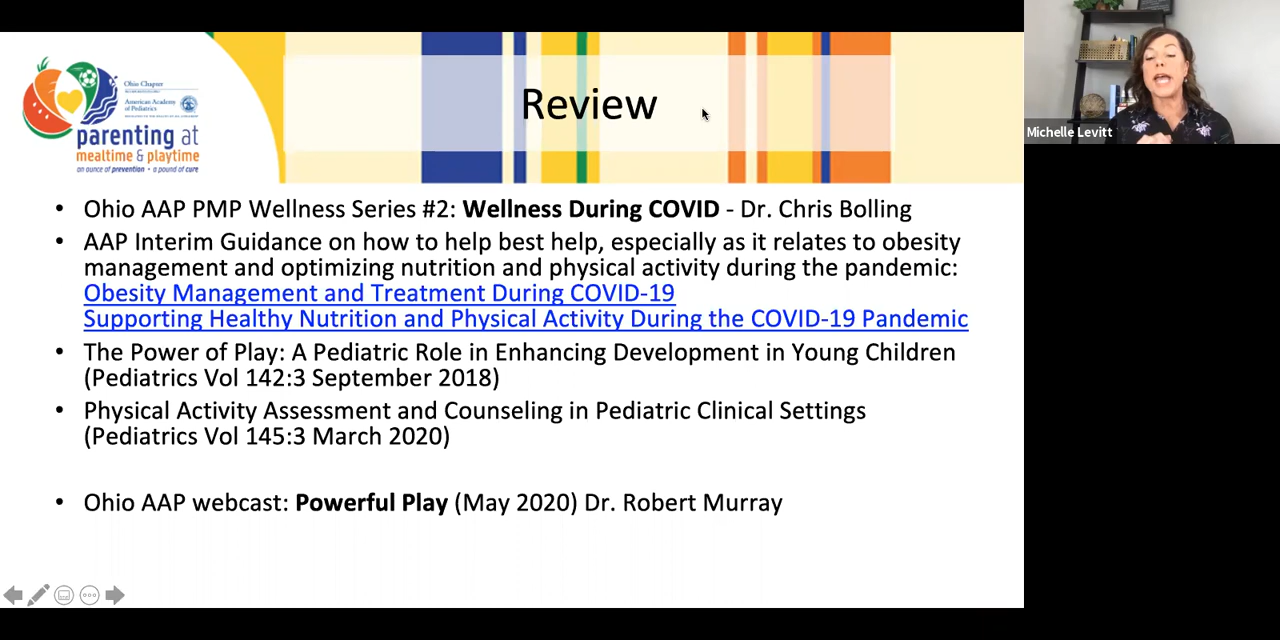 Ohio Chapter
American Academy
of Pediatrics
parenting at
mealtime & playtime
an ounce of prevention • a pound of cure
Review
Michelle Levitt
• Ohio AAP PMP Wellness Series #2: Wellness During COVID - Dr. Chris Bolling
• AAP Interim Guidance on how to help best help, especially as it relates to obesity
management and optimizing nutrition and physical activity during the pandemic:
Obesity Management and Treatment During COVID-19
Supporting Healthy Nutrition and Physical Activity During the COVID-19 Pandemic
• The Power of Play: A Pediatric Role in Enhancing Development in Young Children
(Pediatrics Vol 142:3 September 2018)
• Physical Activity Assessment and Counseling in Pediatric Clinical Settings
(Pediatrics Vol 145:3 March 2020)
• Ohio AAP webcast: Powerful Play (May 2020) Dr. Robert Murray